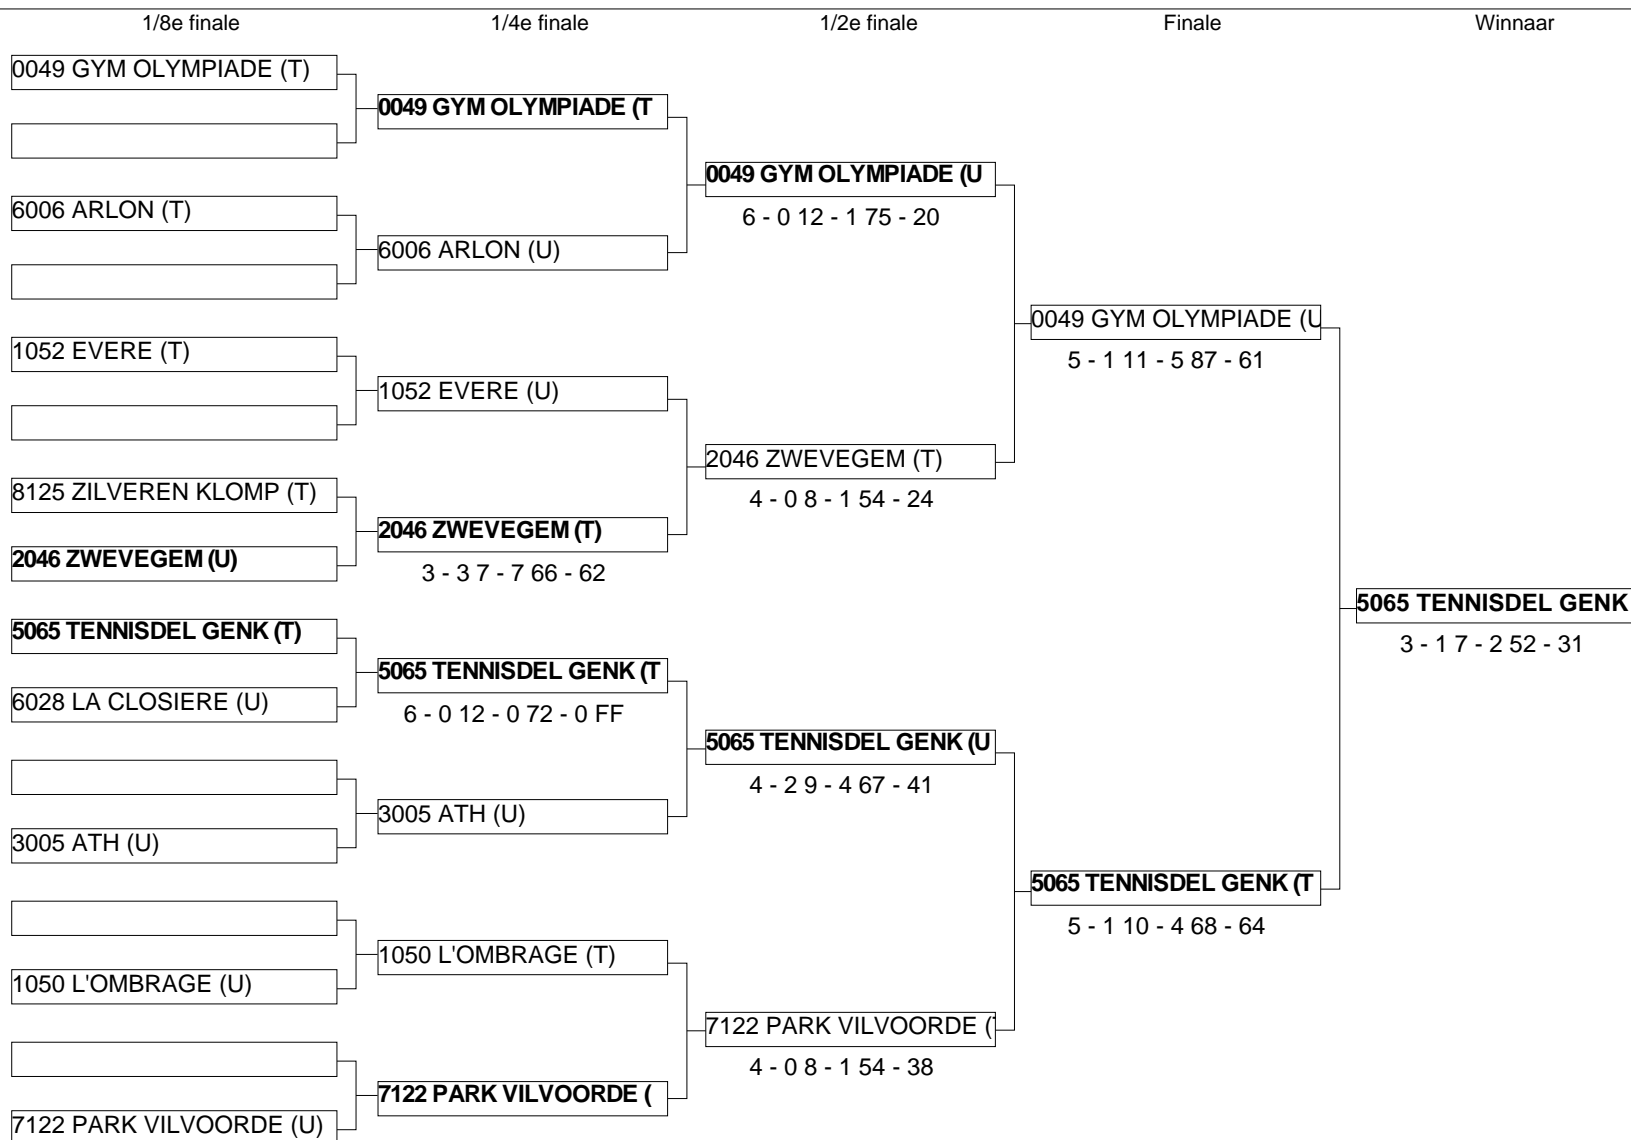 1/8e finale
1/4e finale
1/2e finale
Finale
Winnaar
0049 GYM OLYMPIADE (T)
6006 ARLON (T)
1052 EVERE (T)
8125 ZILVEREN KLOMP (T)
2046 ZWEVEGEM (U)
5065 TENNISDEL GENK (T)
6028 LA CLOSIERE (U)
3005 ATH (U)
1050 L'OMBRAGE (U)
7122 PARK VILVOORDE (U)
0049 GYM OLYMPIADE (T
6006 ARLON (U)
1052 EVERE (U)
2046 ZWEVEGEM (T)
3 - 3 7 - 7 66 - 62
5065 TENNISDEL GENK (T
6 - 0 12 - 0 72 - 0 FF
3005 ATH (U)
1050 L'OMBRAGE (T)
7122 PARK VILVOORDE (
0049 GYM OLYMPIADE (U
6 - 0 12 - 1 75 - 20
2046 ZWEVEGEM (T)
4 - 0 8 - 1 54 - 24
5065 TENNISDEL GENK (U
4 - 2 9 - 4 67 - 41
7122 PARK VILVOORDE (
4 - 0 8 - 1 54 - 38
0049 GYM OLYMPIADE (U
5 - 1 11 - 5 87 - 61
5065 TENNISDEL GENK (T
5 - 1 10 - 4 68 - 64
5065 TENNISDEL GENK
3 - 1 7 - 2 52 - 31